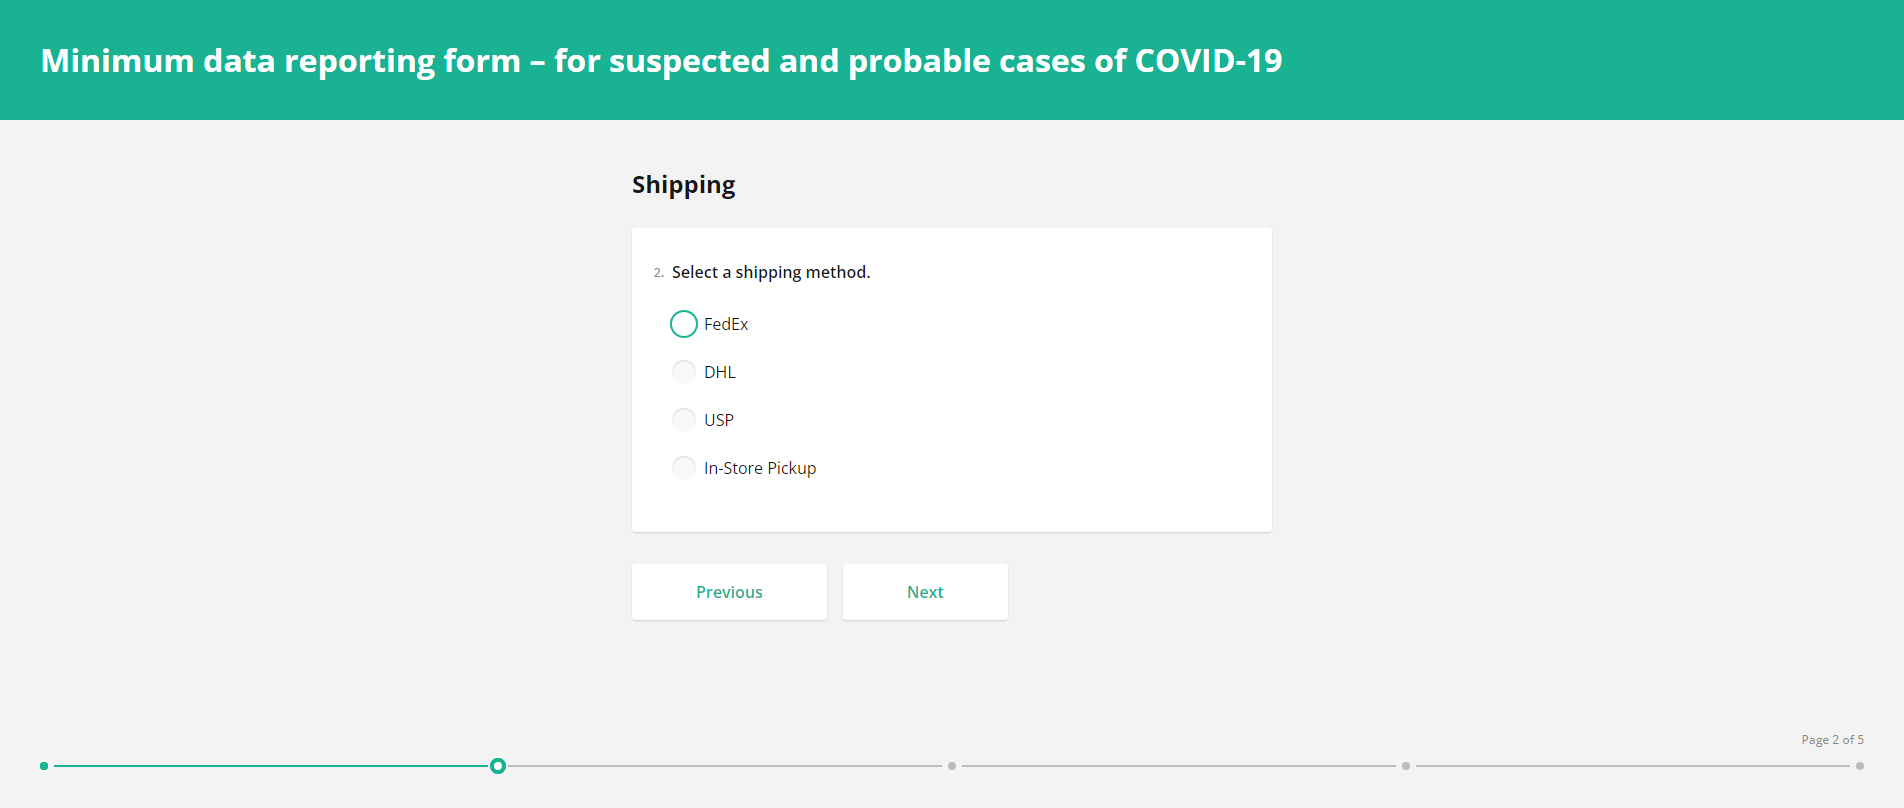 Minimum data reporting form – for suspected and probable cases of COVID-19
Shipping
2. Select a shipping method.
FedEx
DHL
USP
In-Store Pickup
Previous
Next
Page 2 of 5